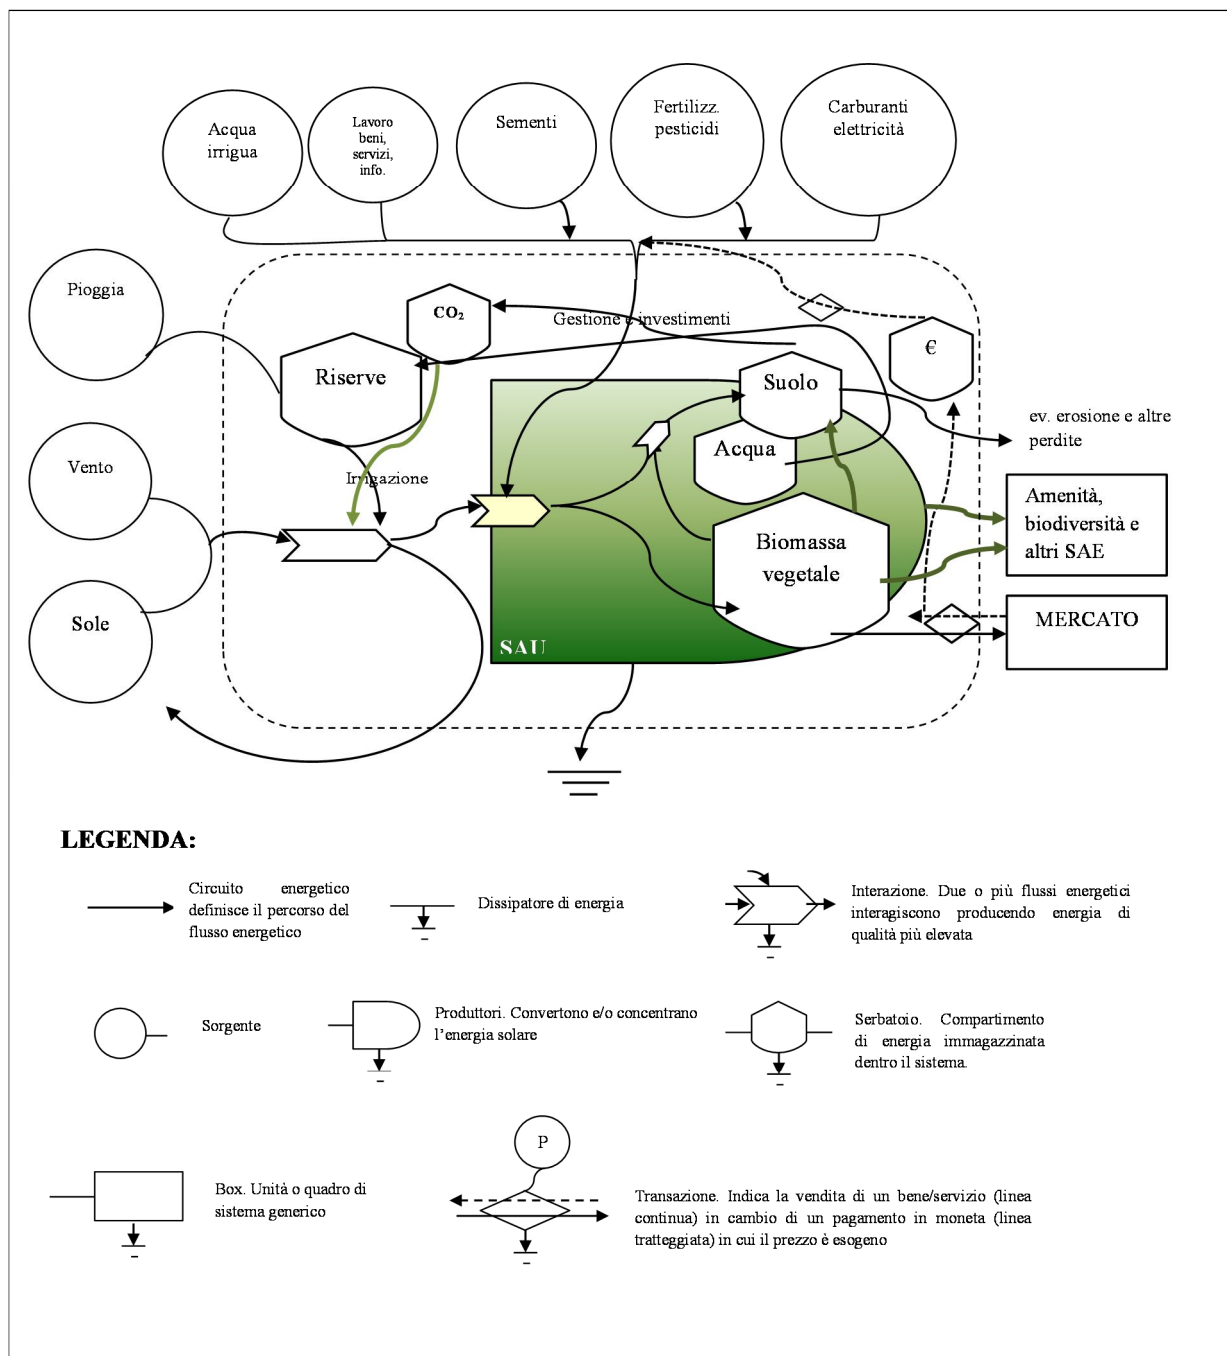 Acqua
irrigua
Lavoro
beni,
servizi,
info.
Sementi
Fertilizz.
pesticidi
Carburanti
elettricità
Pioggia
CO₂
Gestione e investimenti
€
Riserve
Suolo
ev. erosione e altre
perdite
Vento
Irrigazione
Acqua
Amenità,
biodiversità e
altri SAE
Biomassa
vegetale
Sole
MERCATO
SAU
LEGENDA:
Circuito energetico
definisce il percorso del
flusso energetico
Dissipatore di energia
Interazione. Due o più flussi energetici
interagiscono producendo energia di
qualità più elevata
Sorgente
Produttori. Convertono e/o concentrano
l’energia solare
Serbatoio. Compartimento
di energia immagazzinata
dentro il sistema.
Box. Unità o quadro di
sistema generico
P
Transazione. Indica la vendita di un bene/servizio (linea
continua) in cambio di un pagamento in moneta (linea
tratteggiata) in cui il prezzo è esogeno